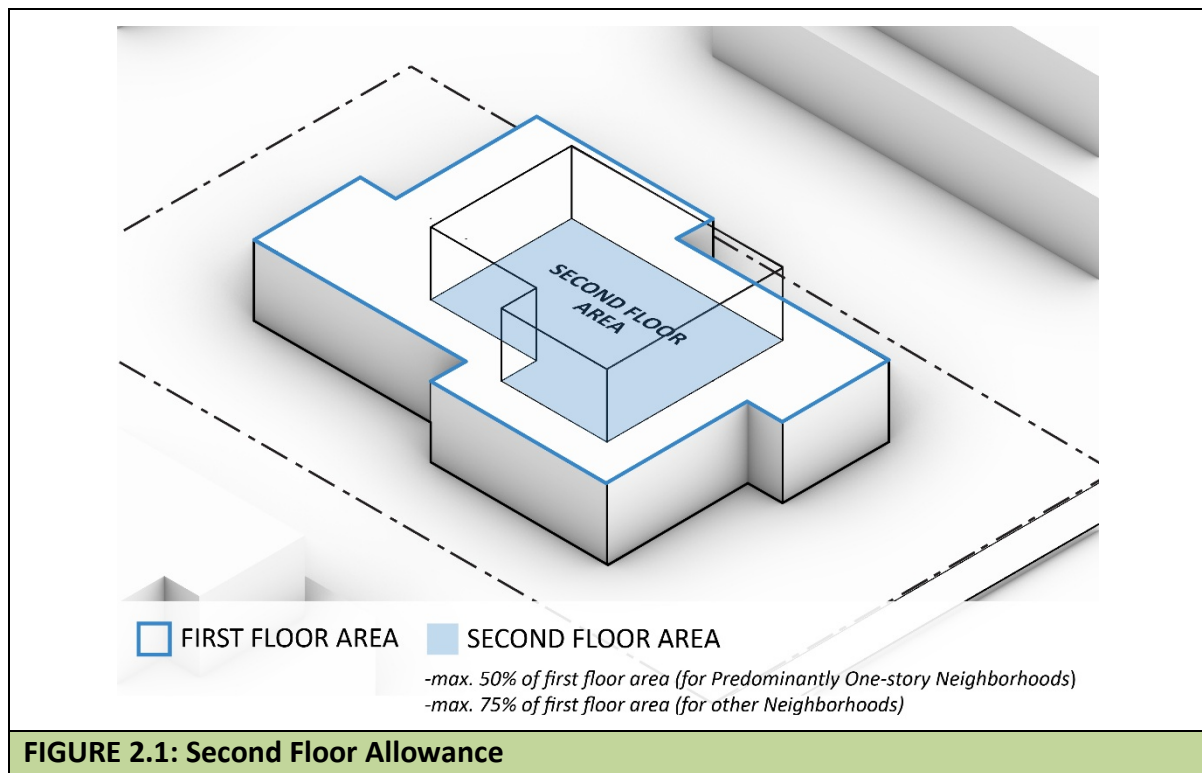 SECOND FLOOR
AREA
FIRST FLOOR AREA
SECOND FLOOR AREA
-max. 50% of first floor area (for Predominantly One-story Neighborhoods)
-max. 75% of first floor area (for other Neighborhoods)
FIGURE 2.1: Second Floor Allowance